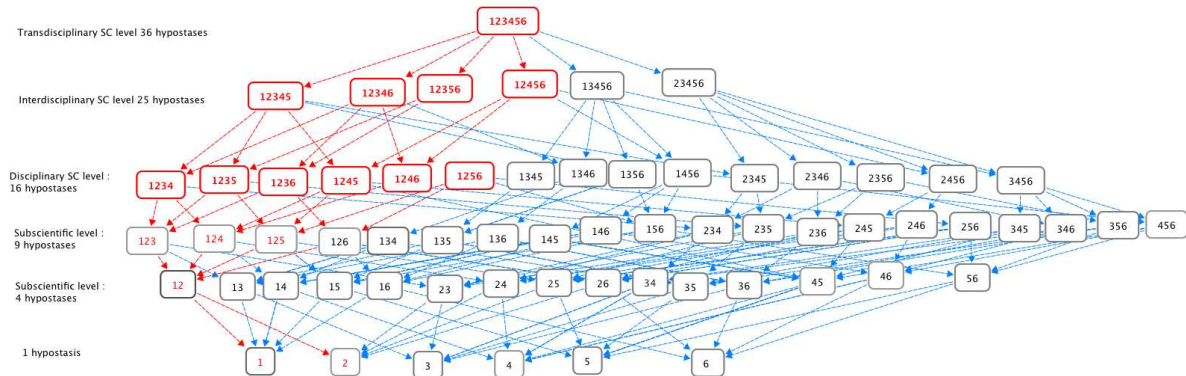 123456
Transdisciplinary SC level 36 hypostases
12345 12346 12356 12456 13456 23456
Interdisciplinary SC level 25 hypostases
Disciplinary SC level :
16 hypostases
1234 1235 1236 1245 1246 1256 1345 1346 1356 1456 2345 2346 2356 2456 3456
Subscientific level :
9 hypostases
123 124 125 126 134 135 136 145 146 156 234 235 236 245 246 256 345 346 356 456
Subscientific level :
4 hypostases
12 13 14 15 16 23 24 25 26 34 35 36 45 46 56
1 hypostasis
1 2 3 4 5 6